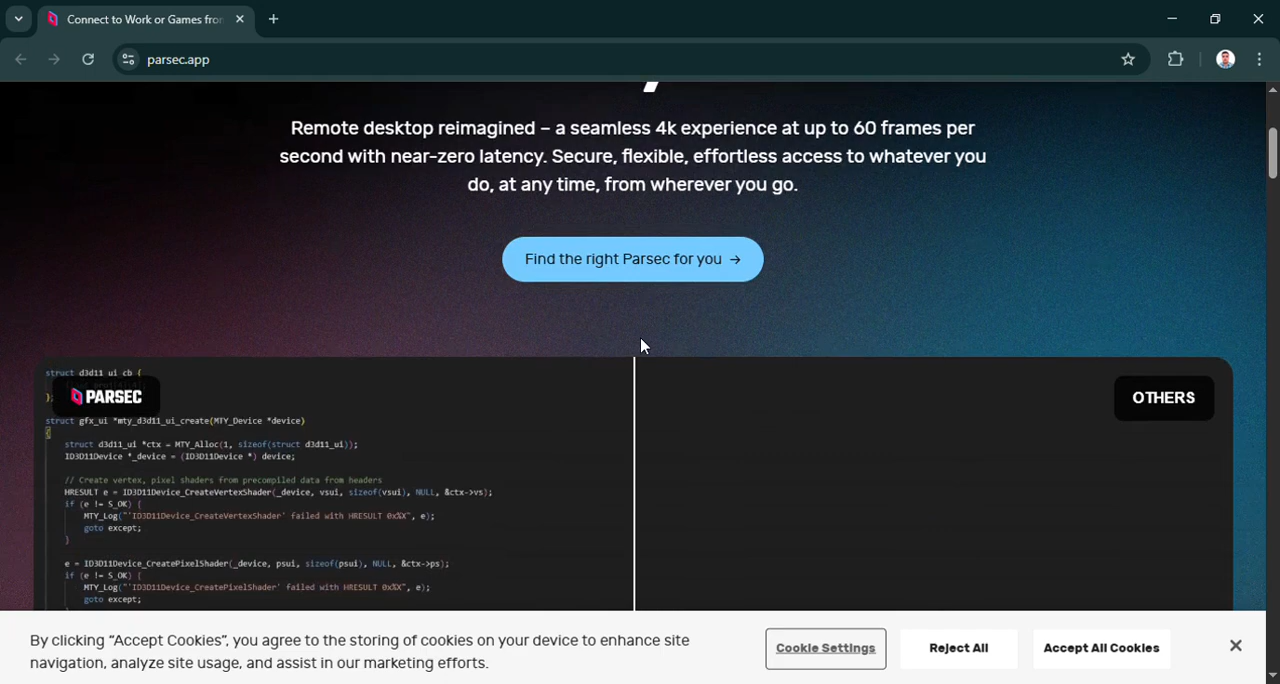 Connect to Work or Games from
parsec.app
Remote desktop reimagined – a seamless 4k experience at up to 60 frames per
second with near-zero latency. Secure, flexible, effortless access to whatever you
do, at any time, from wherever you go.
Find the right Parsec for you →
struct d3d11_ui_cb {
PARSEC
OTHERS
};
struct gfx_ui *mty_d3d11_ui_create(MTY_Device *device)
{
struct d3d11_ui *ctx = MTY_Alloc(1, sizeof(struct d3d11_ui));
ID3D11Device *_device = (ID3D11Device *) device;
// Create vertex, pixel shaders from precompiled data from headers
HRESULT e = ID3D11Device_CreateVertexShader(_device, vsui, sizeof(vsui), NULL, &ctx->vs);
if (e != S_OK) {
MTY_Log("'ID3D11Device_CreateVertexShader' failed with HRESULT 0x%X", e);
goto except;
}
e = ID3D11Device_CreatePixelShader(_device, psui, sizeof(psui), NULL, &ctx->ps);
if (e != S_OK) {
MTY_Log("'ID3D11Device_CreatePixelShader' failed with HRESULT 0x%X", e);
goto except;
By clicking “Accept Cookies”, you agree to the storing of cookies on your device to enhance site
navigation, analyze site usage, and assist in our marketing efforts.
Cookie Settings
Reject All
Accept All Cookies